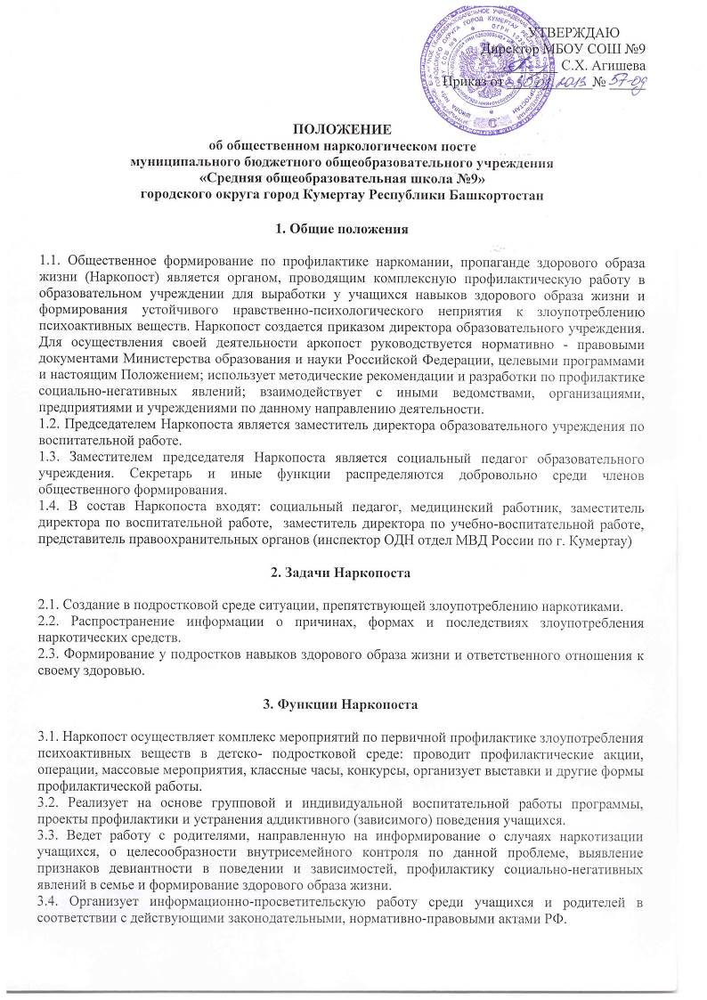 УТВЕРЖДАЮ
Директор МБОУ СОШ №9
С.Х. Агишева
Приказ от 2013 № 57-од
ПОЛОЖЕНИЕ
об общественном наркологическом посте
муниципального бюджетного общеобразовательного учреждения
«Средняя общеобразовательная школа №9»
городского округа город Кумертау Республики Башкортостан
1. Общие положения
1.1. Общественное формирование по профилактике наркомании, пропаганде здорового образа
жизни (Наркопост) является органом, проводящим комплексную профилактическую работу в
образовательном учреждении для выработки у учащихся навыков здорового образа жизни и
формирования устойчивого нравственно-психологического неприятия к злоупотреблению
психоактивных веществ. Наркопост создается приказом директора образовательного учреждения.
Для осуществления своей деятельности аркопост руководствуется нормативно - правовыми
документами Министерства образования и науки Российской Федерации, целевыми программами
и настоящим Положением; использует методические рекомендации и разработки по профилактике
социально-негативных явлений; взаимодействует с иными ведомствами, организациями,
предприятиями и учреждениями по данному направлению деятельности.
1.2. Председателем Наркопоста является заместитель директора образовательного учреждения по
воспитательной работе.
1.3. Заместителем председателя Наркопоста является социальный педагог образовательного
учреждения. Секретарь и иные функции распределяются добровольно среди членов
общественного формирования.
1.4. В состав Наркопоста входят: социальный педагог, медицинский работник, заместитель
директора по воспитательной работе, заместитель директора по учебно-воспитательной работе,
представитель правоохранительных органов (инспектор ОДН отдел МВД России по г. Кумертау)
2. Задачи Наркопоста
2.1. Создание в подростковой среде ситуации, препятствующей злоупотреблению наркотиками.
2.2. Распространение информации о причинах, формах и последствиях злоупотребления
наркотических средств.
2.3. Формирование у подростков навыков здорового образа жизни и ответственного отношения к
своему здоровью.
3. Функции Наркопоста
3.1. Наркопост осуществляет комплекс мероприятий по первичной профилактике злоупотребления
психоактивных веществ в детско- подростковой среде: проводит профилактические акции,
операции, массовые мероприятия, классные часы, конкурсы, организует выставки и другие формы
профилактической работы.
3.2. Реализует на основе групповой и индивидуальной воспитательной работы программы,
проекты профилактики и устранения аддиктивного (зависимого) поведения учащихся.
3.3. Ведет работу с родителями, направленную на информирование о случаях наркотизации
учащихся, о целесообразности внутрисемейного контроля по данной проблеме, выявление
признаков девиантности в поведении и зависимостей, профилактику социально-негативных
явлений в семье и формирование здорового образа жизни.
3.4. Организует информационно-просветительскую работу среди учащихся и родителей в
соответствии с действующими законодательными, нормативно-правовыми актами РФ.